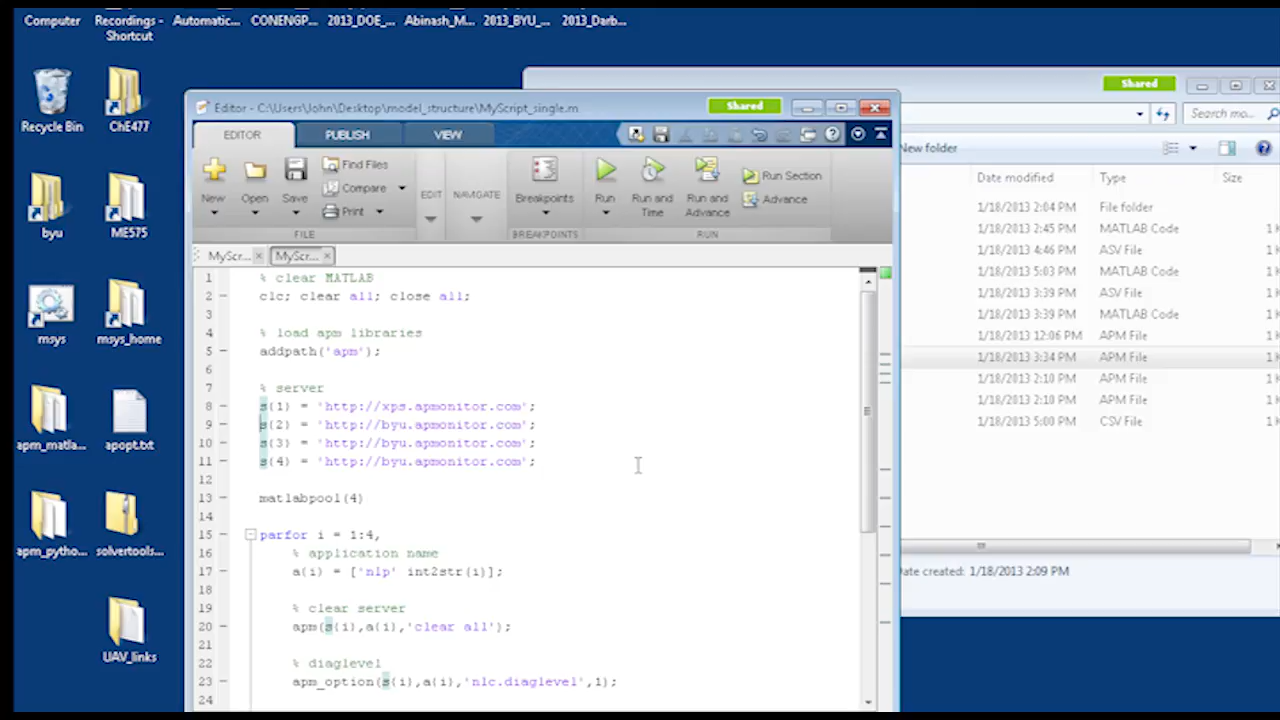 Computer
Recordings - Shortcut
Automatic...
CONENGP...
2013_DOE_...
Abinash_M...
2013_BYU_...
2013_Darb...
Recycle Bin
ChE477
byu
ME575
msys
msys_home
apm_matla...
apopt.txt
apm_pytho...
solvertools...
UAV_links
Editor - C:\Users\John\Desktop\model_structure\MyScript_single.m
Shared
EDITOR
PUBLISH
VIEW
New
Open
Save
Find Files
Compare
Print
FILE
EDIT
NAVIGATE
Breakpoints
BREAKPOINTS
Run
Run and Time
Run and Advance
Run Section
Advance
RUN
MyScr...
MyScr...
1 % clear MATLAB
2 clc; clear all; close all;
3
4 % load apm libraries
5 addpath('apm');
6
7 % server
8 s(1) = 'http://xps.apmonitor.com';
9 s(2) = 'http://byu.apmonitor.com';
10 s(3) = 'http://byu.apmonitor.com';
11 s(4) = 'http://byu.apmonitor.com';
12
13 matlabpool(4)
14
15 parfor i = 1:4,
16 % application name
17 a(i) = ['nlp' int2str(i)];
18
19 % clear server
20 apm(s(i),a(i),'clear all');
21
22 % diaglevel
23 apm_option(s(i),a(i),'nlc.diaglevel',1);
24
Shared
Search mo...
New folder
Date modified Type Size
1/18/2013 2:04 PM File folder
1/18/2013 2:45 PM MATLAB Code 1
1/18/2013 4:46 PM ASV File 1
1/18/2013 5:03 PM MATLAB Code 1
1/18/2013 3:39 PM ASV File 1
1/18/2013 3:39 PM MATLAB Code 1
1/18/2013 12:06 PM APM File 1
1/18/2013 3:34 PM APM File 1
1/18/2013 2:10 PM APM File 1
1/18/2013 2:10 PM APM File 1
1/18/2013 5:00 PM CSV File 1
Date created: 1/18/2013 2:09 PM